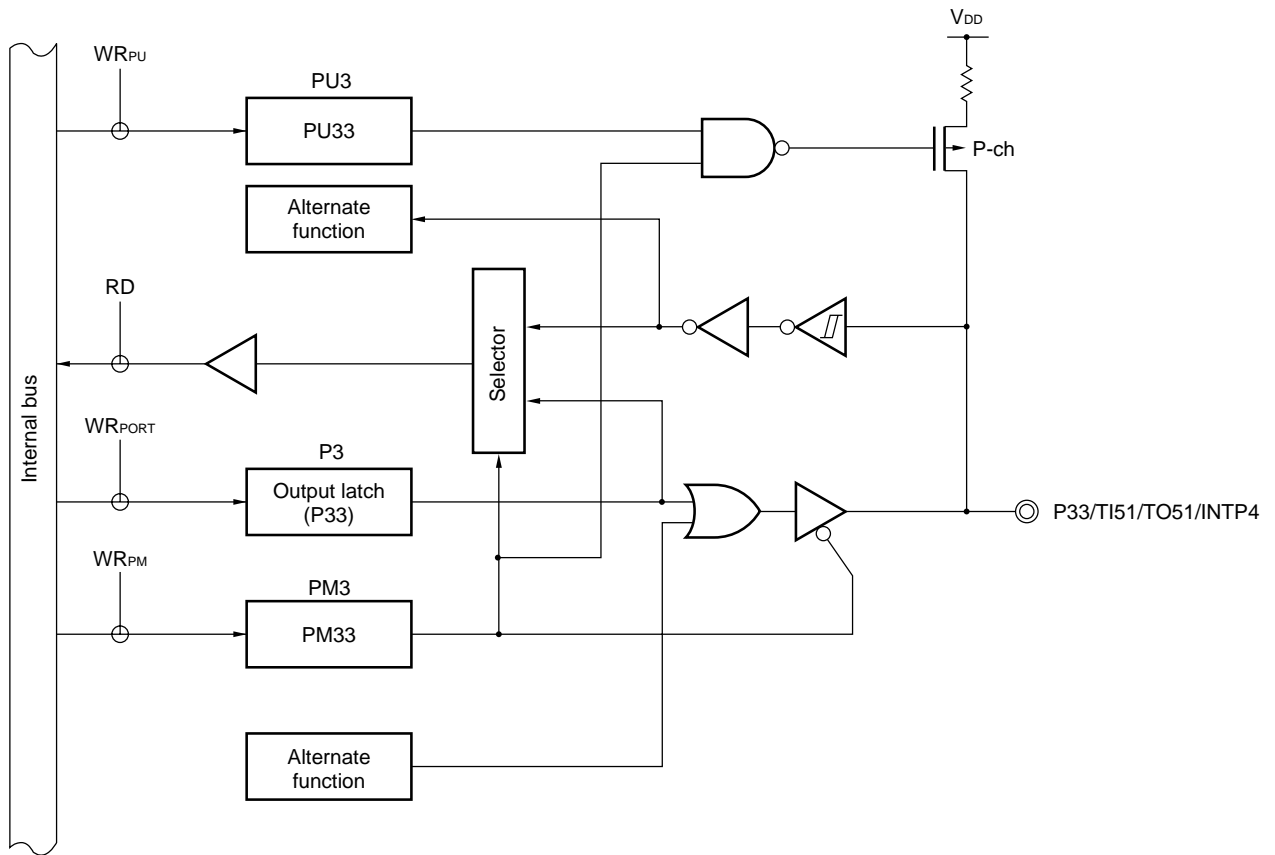 VDD
WRPU
PU3
PU33
P-ch
Alternate
function
RD
Selector
Internal bus
WRPORT
P3
Output latch
(P33)
P33/TI51/TO51/INTP4
WRPM
PM3
PM33
Alternate
function